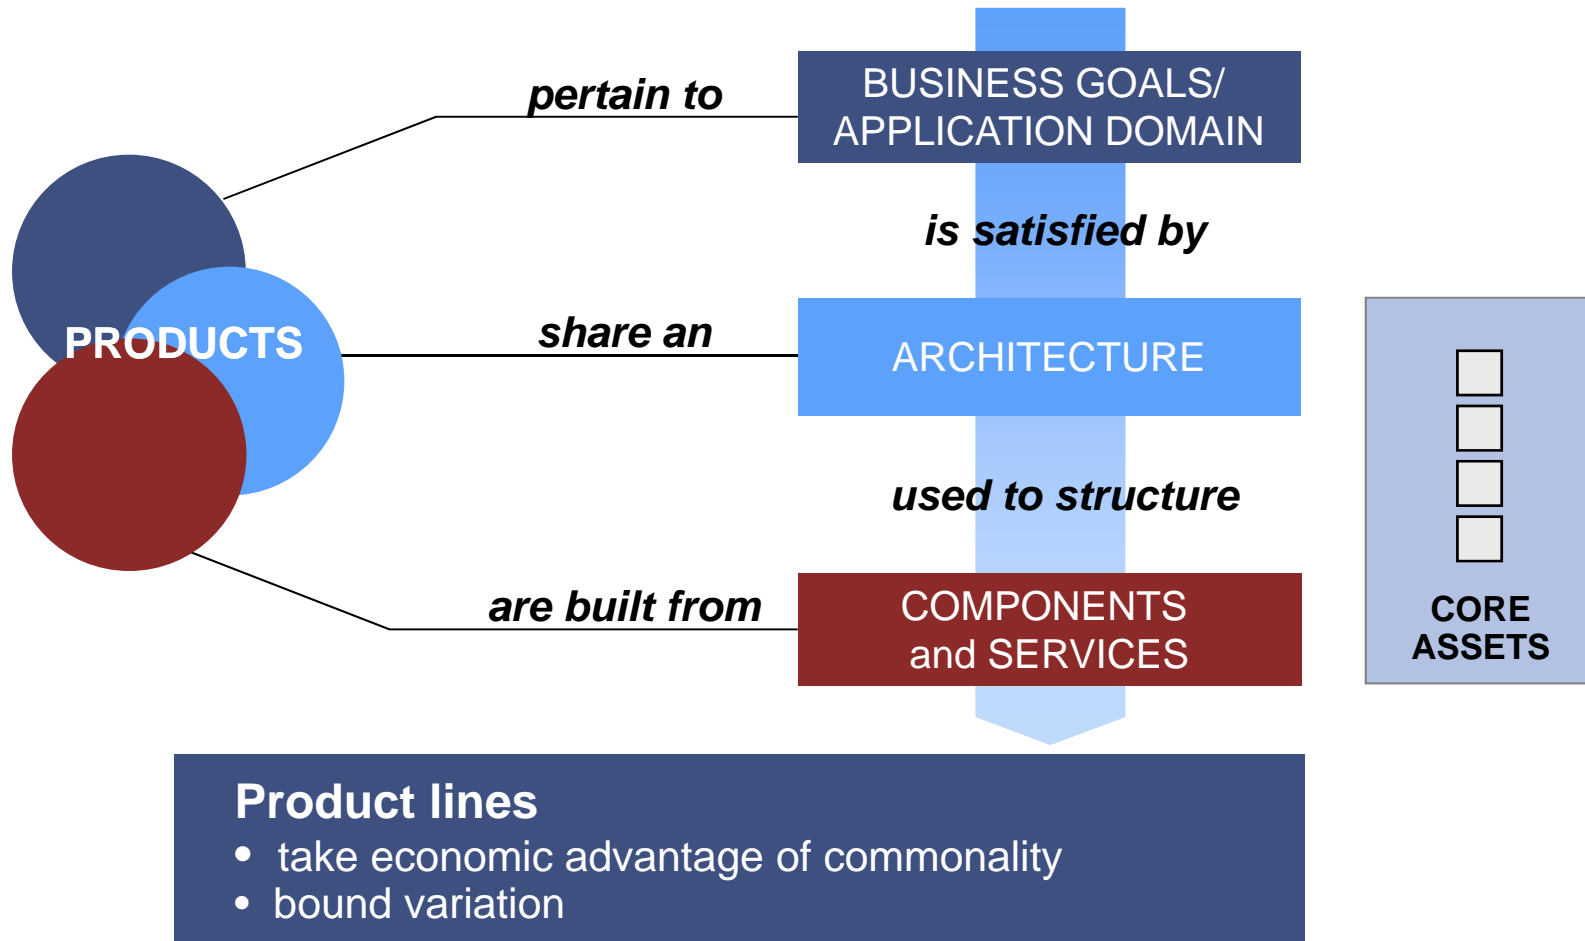 pertain to
BUSINESS GOALS/
APPLICATION DOMAIN
is satisfied by
PRODUCTS
share an
ARCHITECTURE
used to structure
are built from
COMPONENTS
and SERVICES
CORE
ASSETS
Product lines
• take economic advantage of commonality
• bound variation